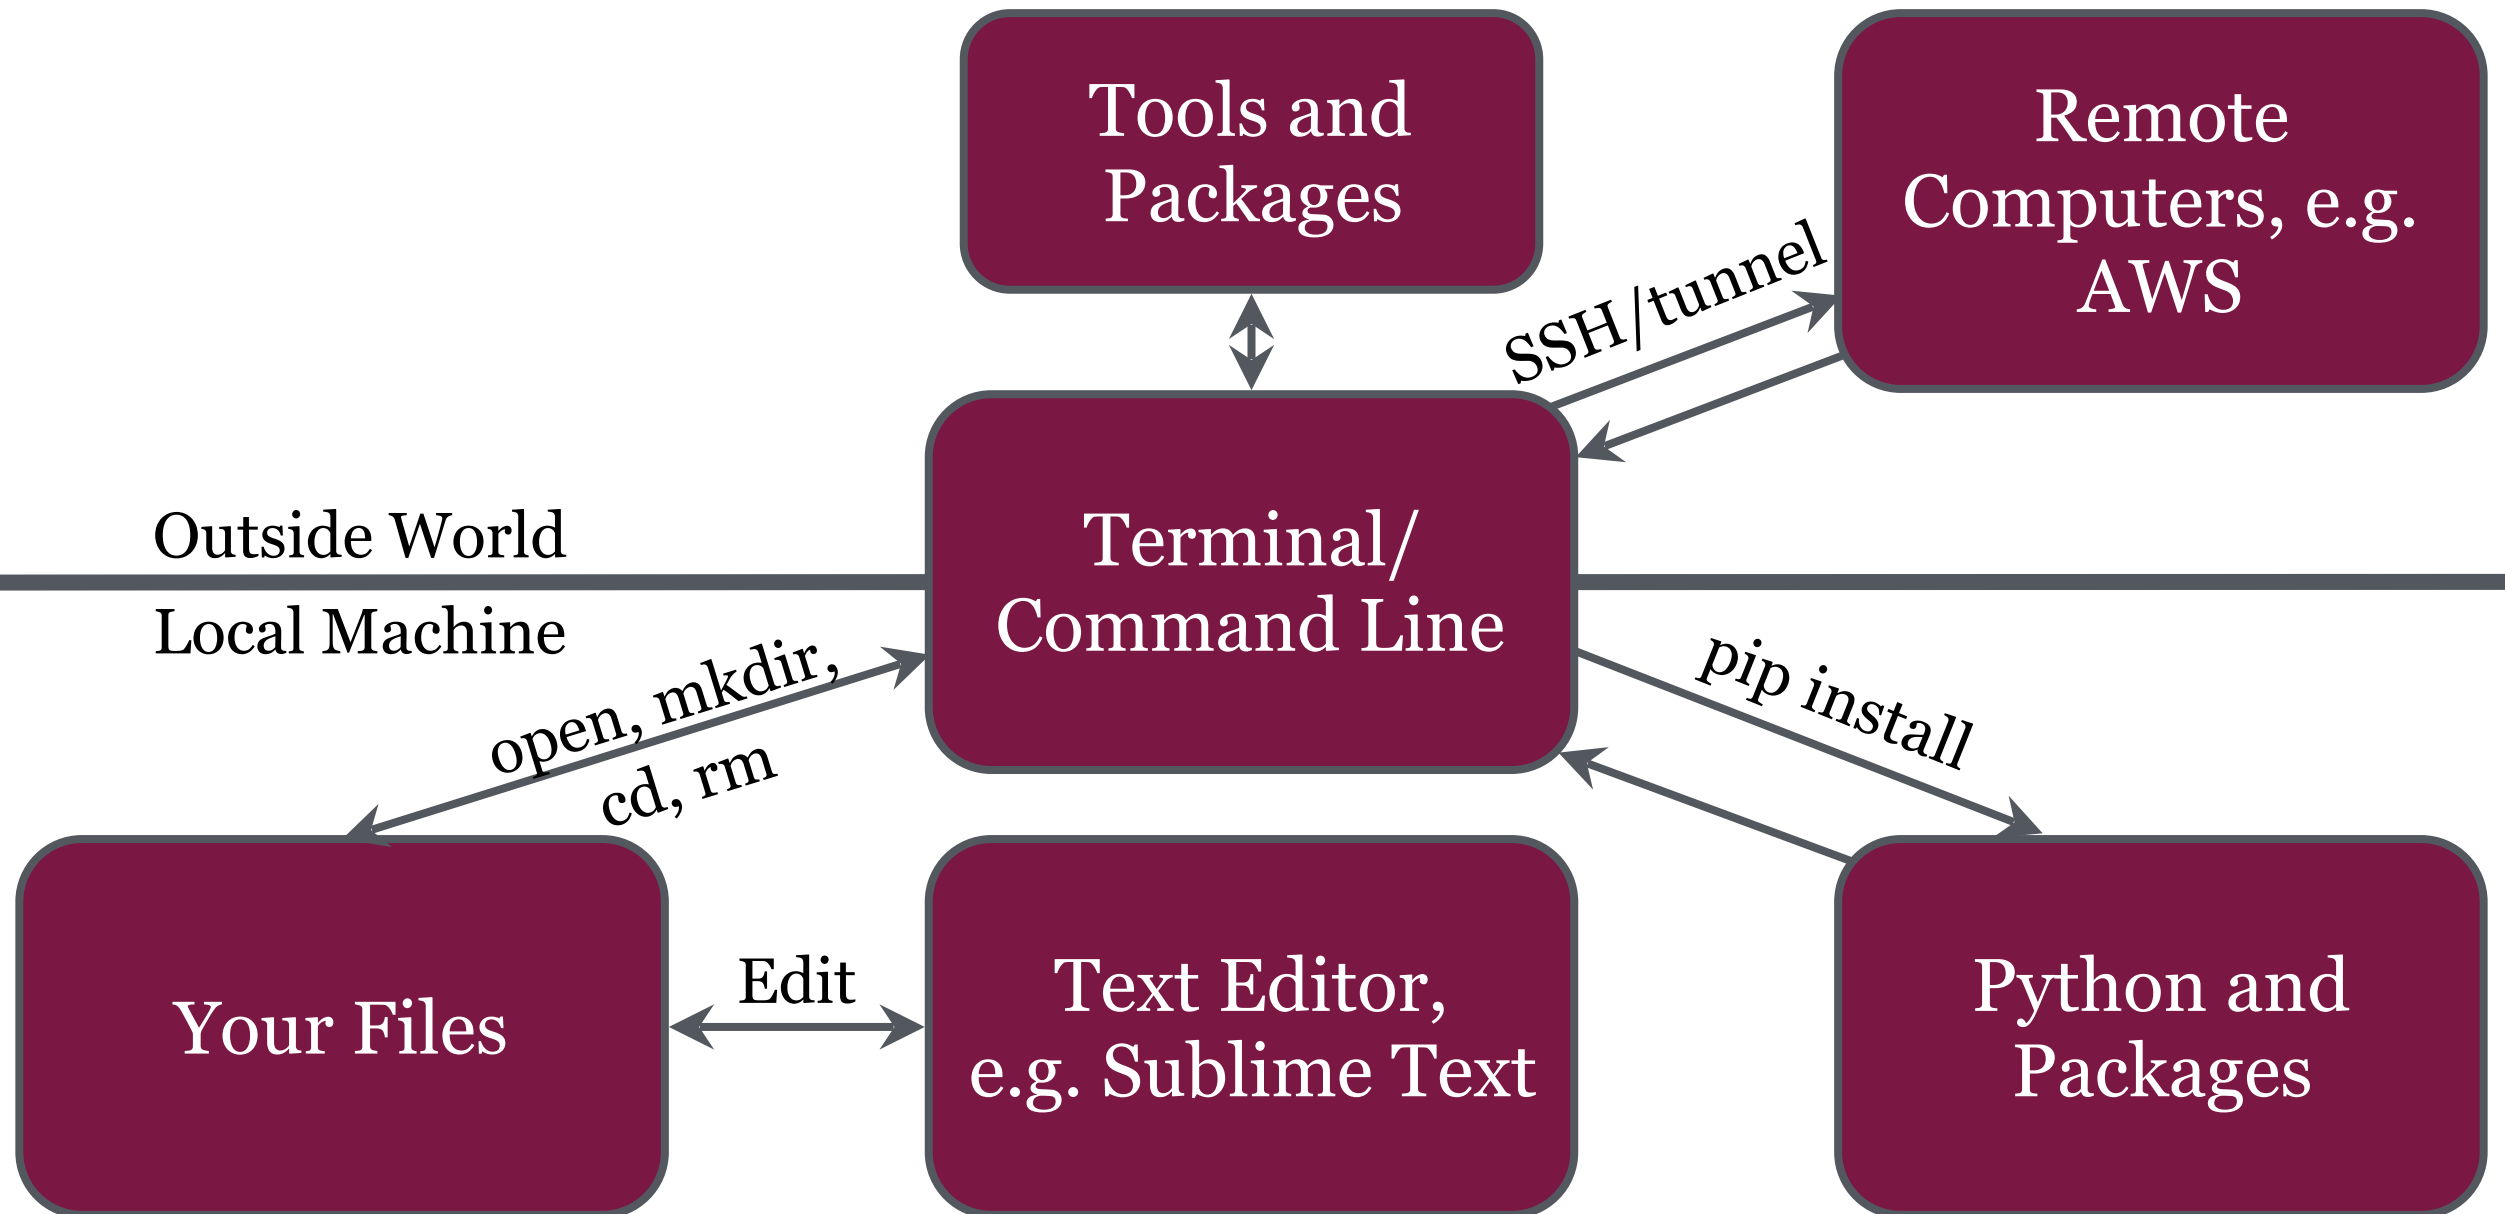 Tools and
Packages
Remote
Computers, e.g.
AWS
SSH/tunnel
Outside World
Terminal/
Command Line
Local Machine
open, mkdir,
cd, rm
pip install
Your Files
Edit
Text Editor,
e.g. Sublime Text
Python and
Packages